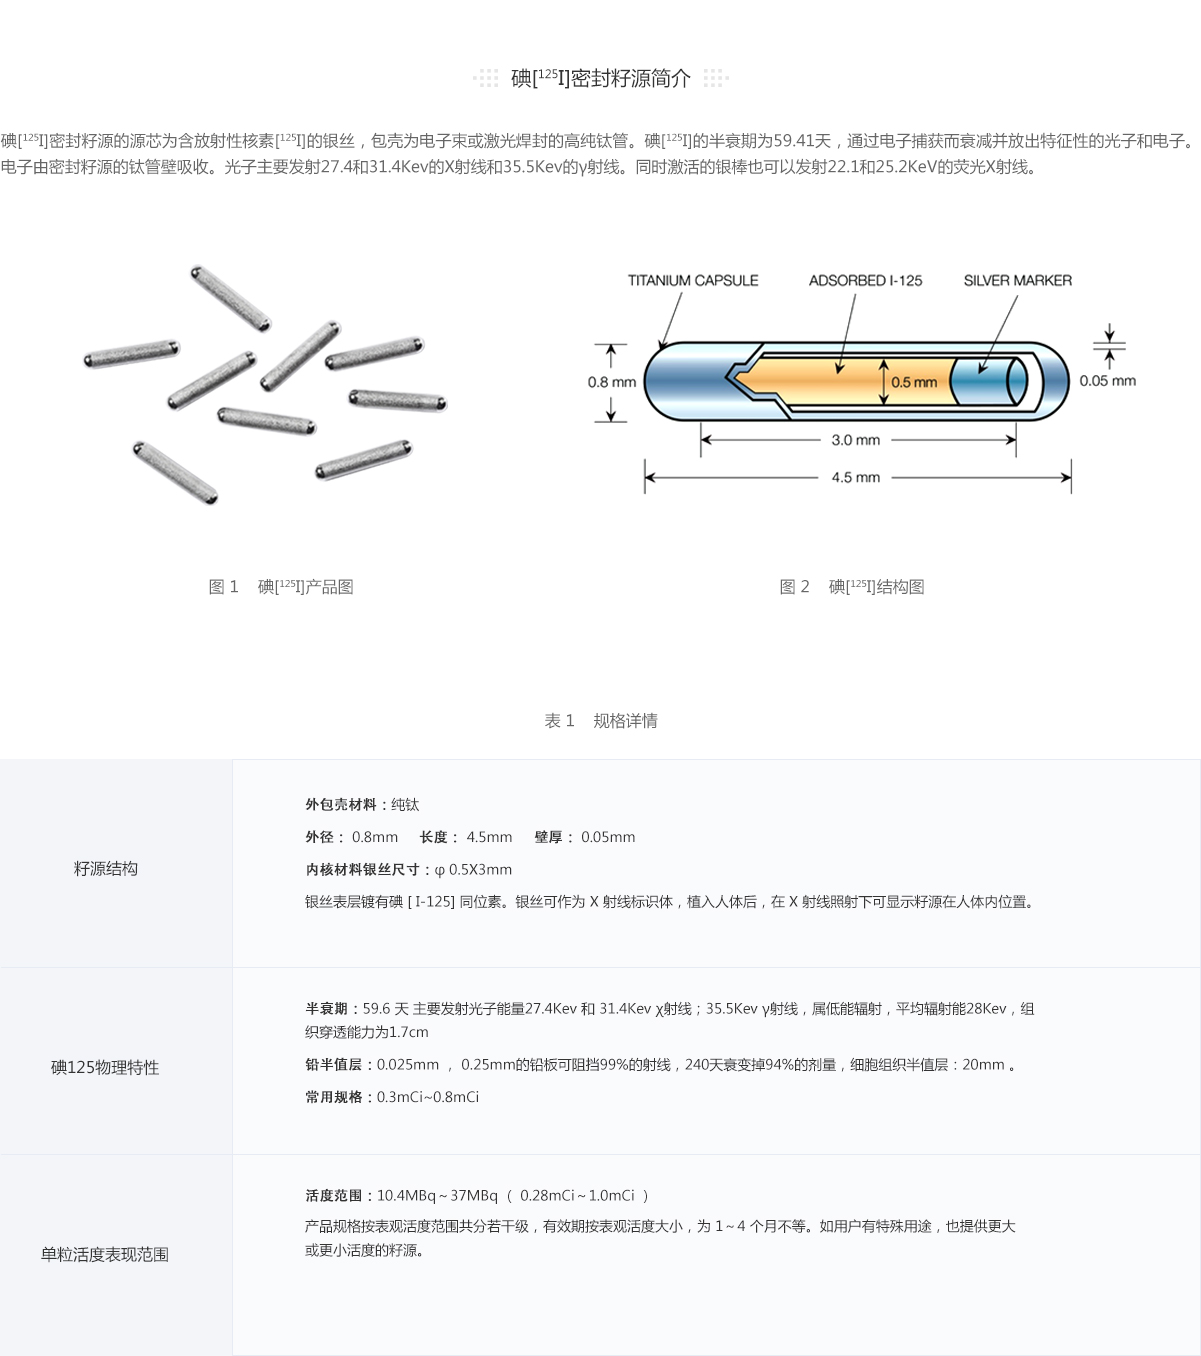 碘[¹²⁵I]密封籽源简介
碘[¹²⁵I]密封籽源的源芯为含放射性核素[¹²⁵I]的银丝，包壳为电子束或激光焊封的高纯钛管。碘[¹²⁵I]的半衰期为59.41天，通过电子捕获而衰减并放出特征性的光子和电子。
电子由密封籽源的钛管壁吸收。光子主要发射27.4和31.4Kev的X射线和35.5Kev的γ射线。同时激活的银棒也可以发射22.1和25.2KeV的荧光X射线。
TITANIUM CAPSULE
ADSORBED I-125
SILVER MARKER
0.8 mm
0.5 mm
0.05 mm
3.0 mm
4.5 mm
图 1 碘[¹²⁵I]产品图
图 2 碘[¹²⁵I]结构图
表 1 规格详情
籽源结构
外包壳材料：纯钛
外径： 0.8mm 长度： 4.5mm 壁厚： 0.05mm
内核材料银丝尺寸：φ 0.5X3mm
银丝表层镀有碘 [ I-125] 同位素。银丝可作为 X 射线标识体，植入人体后，在 X 射线照射下可显示籽源在人体内位置。
碘125物理特性
半衰期：59.6 天 主要发射光子能量27.4Kev 和 31.4Kev χ射线；35.5Kev γ射线，属低能辐射，平均辐射能28Kev，组
织穿透能力为1.7cm
铅半值层：0.025mm ， 0.25mm的铅板可阻挡99%的射线，240天衰变掉94%的剂量，细胞组织半值层：20mm 。
常用规格：0.3mCi~0.8mCi
单粒活度表现范围
活度范围：10.4MBq～37MBq （ 0.28mCi～1.0mCi ）
产品规格按表观活度范围共分若干级，有效期按表观活度大小，为 1～4 个月不等。如用户有特殊用途，也提供更大
或更小活度的籽源。